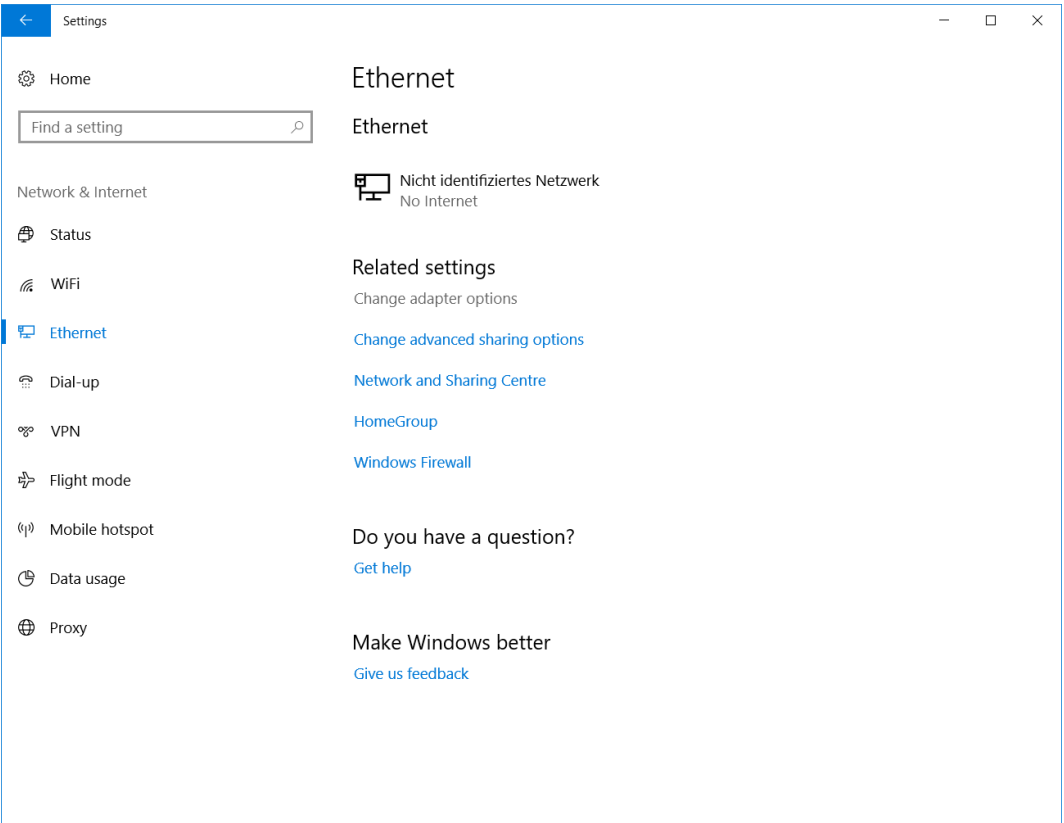 Settings
Home
Find a setting
Network & Internet
Status
WiFi
Ethernet
Dial-up
VPN
Flight mode
Mobile hotspot
Data usage
Proxy
Ethernet
Ethernet
Nicht identifiziertes Netzwerk
No Internet
Related settings
Change adapter options
Change advanced sharing options
Network and Sharing Centre
HomeGroup
Windows Firewall
Do you have a question?
Get help
Make Windows better
Give us feedback